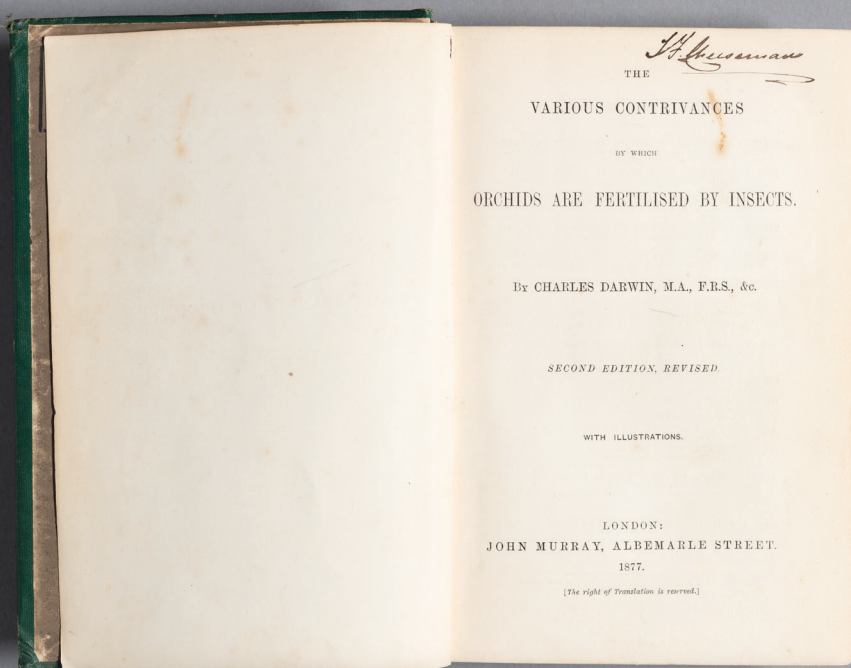 T. F. Cheeseman
THE
VARIOUS CONTRIVANCES
BY WHICH
ORCHIDS ARE FERTILISED BY INSECTS.
BY CHARLES DARWIN, M.A., F.R.S., &c.
SECOND EDITION, REVISED.
WITH ILLUSTRATIONS.
LONDON:
JOHN MURRAY, ALBEMARLE STREET.
1877.
[The right of Translation is reserved.]